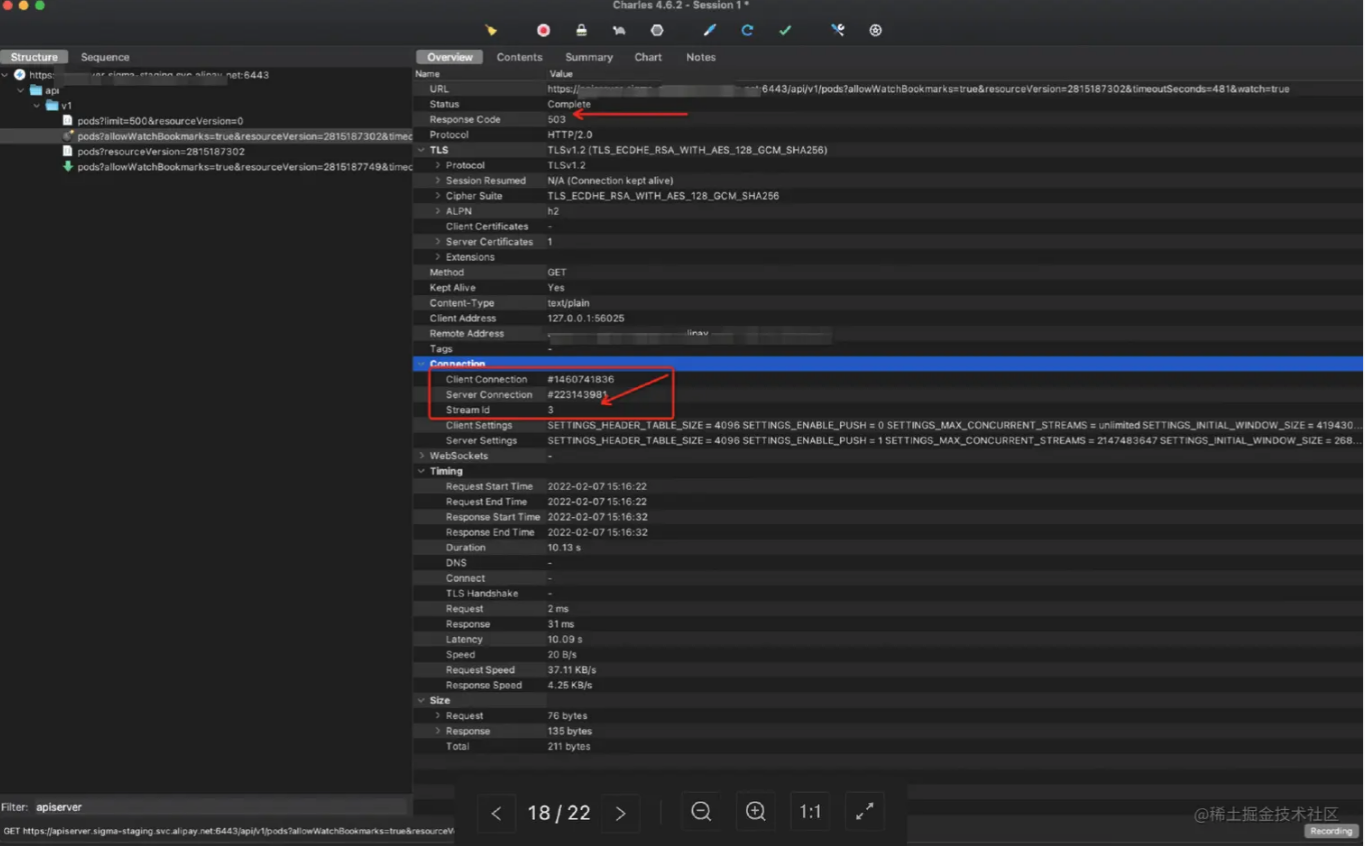 Charles 4.6.2 - Session 1 *
Structure Sequence
Overview Contents Summary Chart Notes
https: apiserver.sigma-staging.svc.alipay.net:6443
api
v1
pods?limit=500&resourceVersion=0
pods?allowWatchBookmarks=true&resourceVersion=2815187302&timeo
pods?resourceVersion=2815187302
pods?allowWatchBookmarks=true&resourceVersion=2815187749&timeo
Name Value
URL https:// :6443/api/v1/pods?allowWatchBookmarks=true&resourceVersion=2815187302&timeoutSeconds=481&watch=true
Status Complete
Response Code 503
Protocol HTTP/2.0
TLS TLSv1.2 (TLS_ECDHE_RSA_WITH_AES_128_GCM_SHA256)
Protocol TLSv1.2
Session Resumed N/A (Connection kept alive)
Cipher Suite TLS_ECDHE_RSA_WITH_AES_128_GCM_SHA256
ALPN h2
Client Certificates -
Server Certificates 1
Extensions
Method GET
Kept Alive Yes
Content-Type text/plain
Client Address 127.0.0.1:56025
Remote Address alipay
Tags -
Connection
Client Connection #1460741836
Server Connection #223143981
Stream Id 3
Client Settings SETTINGS_HEADER_TABLE_SIZE = 4096 SETTINGS_ENABLE_PUSH = 0 SETTINGS_MAX_CONCURRENT_STREAMS = unlimited SETTINGS_INITIAL_WINDOW_SIZE = 419430...
Server Settings SETTINGS_HEADER_TABLE_SIZE = 4096 SETTINGS_ENABLE_PUSH = 1 SETTINGS_MAX_CONCURRENT_STREAMS = 2147483647 SETTINGS_INITIAL_WINDOW_SIZE = 268...
WebSockets -
Timing
Request Start Time 2022-02-07 15:16:22
Request End Time 2022-02-07 15:16:22
Response Start Time 2022-02-07 15:16:32
Response End Time 2022-02-07 15:16:32
Duration 10.13 s
DNS -
Connect -
TLS Handshake -
Request 2 ms
Response 31 ms
Latency 10.09 s
Speed 20 B/s
Request Speed 37.11 KB/s
Response Speed 4.25 KB/s
Size
Request 76 bytes
Response 135 bytes
Total 211 bytes
Filter: apiserver
18 / 22 1:1
@稀土掘金技术社区
GET https://apiserver.sigma-staging.svc.alipay.net:6443/api/v1/pods?allowWatchBookmarks=true&resourceV
Recording